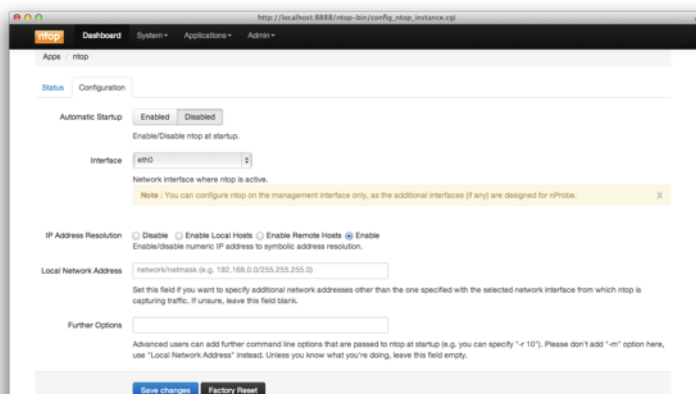 http://localhost:8888/ntop-bin/config_ntop_instance.cgi
ntop Dashboard System Applications Admin
Apps / ntop
Status Configuration
Automatic Startup Enabled Disabled
Enable/Disable ntop at startup.
Interface eth0
Network interface where ntop is active.
Note : You can configure ntop on the management interface only, as the additional interfaces (if any) are designed for nProbe. X
IP Address Resolution Disable Enable Local Hosts Enable Remote Hosts Enable
Enable/disable numeric IP address to symbolic address resolution.
Local Network Address network/netmask (e.g. 192.168.0.0/255.255.255.0)
Set this field if you want to specify additional network addresses other than the one specified with the selected network interface from which ntop is
capturing traffic. If unsure, leave this field blank.
Further Options
Advanced users can add further command line options that are passed to ntop at startup (e.g. you can specify "-r 10"). Please don't add "-m" option here,
use "Local Network Address" instead. Unless you know what you're doing, leave this field empty.
Save changes Factory Reset